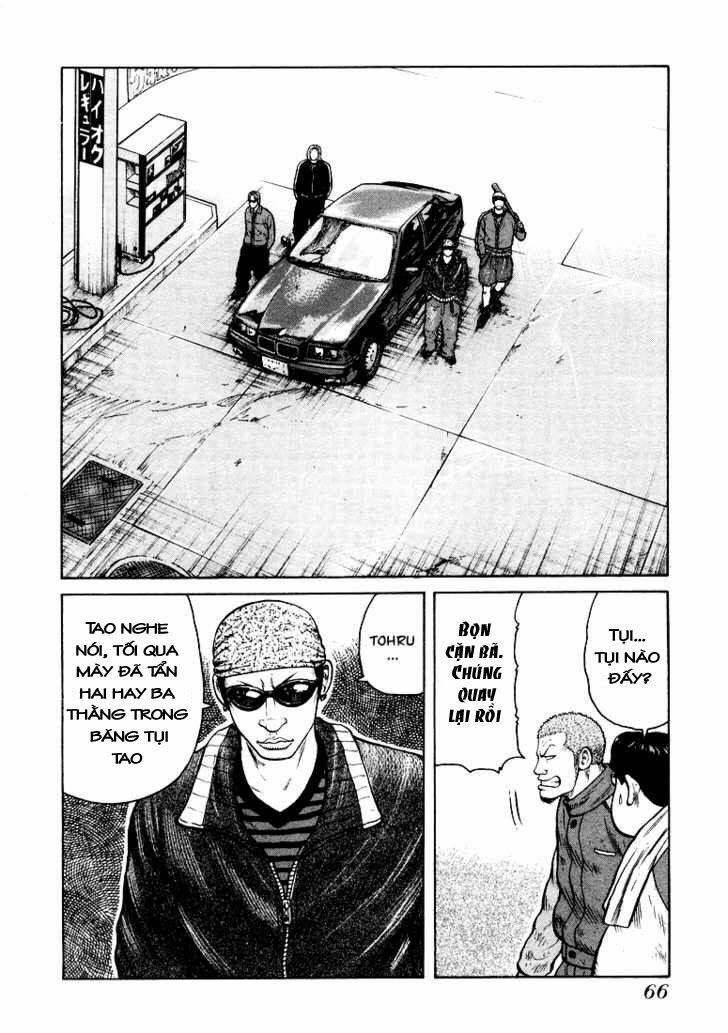 ハイオク
レギュラー
TỤI...
TỤI NÀO
ĐẤY?
BỌN
CẶN BÃ.
CHÚNG
QUAY
LẠI RỒI
TOHRU
...
TAO NGHE
NÓI, TỐI QUA
MÀY ĐÃ TẨN
HAI HAY BA
THẰNG TRONG
BĂNG TỤI
TAO
66